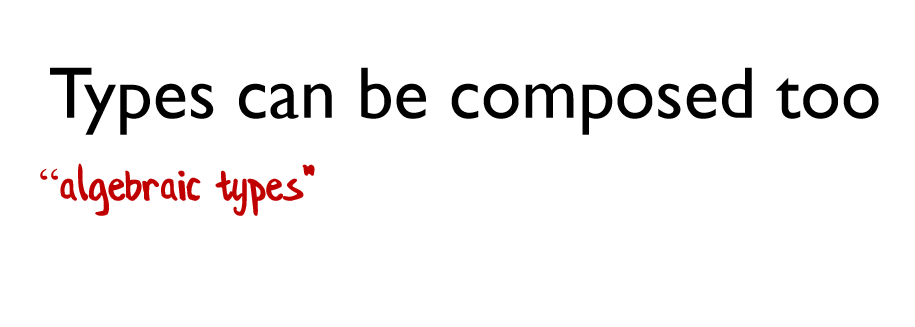 Types can be composed too
“algebraic types"